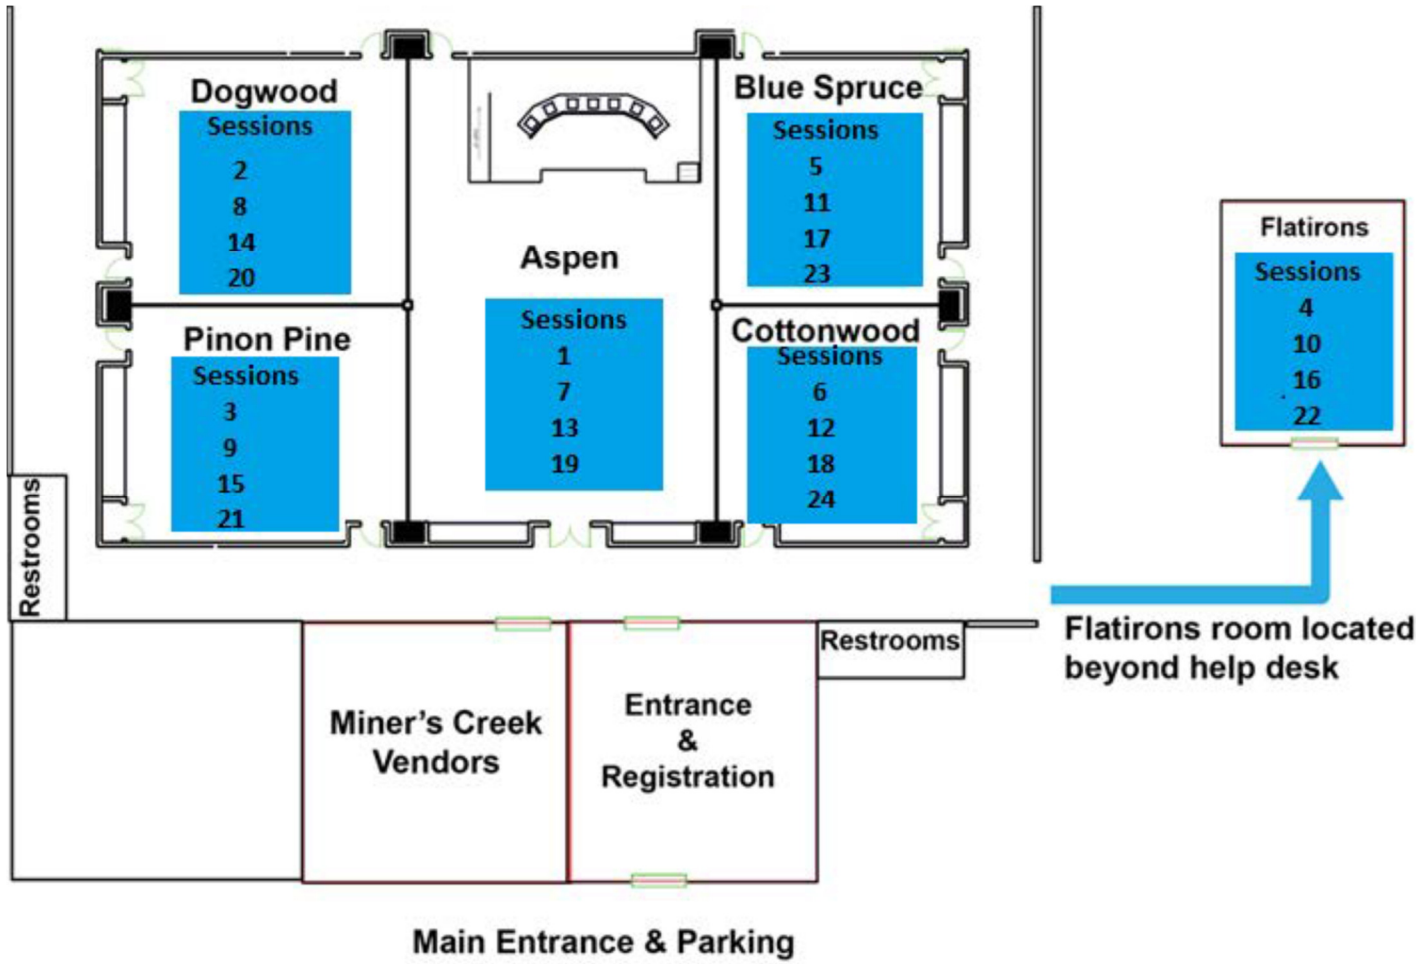 Dogwood
Sessions
2
8
14
20
Blue Spruce
Sessions
5
11
17
23
Aspen
Sessions
1
7
13
19
Flatirons
Sessions
4
10
16
22
Pinon Pine
Sessions
3
9
15
21
Cottonwood
Sessions
6
12
18
24
Restrooms
Flatirons room located
beyond help desk
Restrooms
Miner's Creek
Vendors
Entrance
&
Registration
Main Entrance & Parking